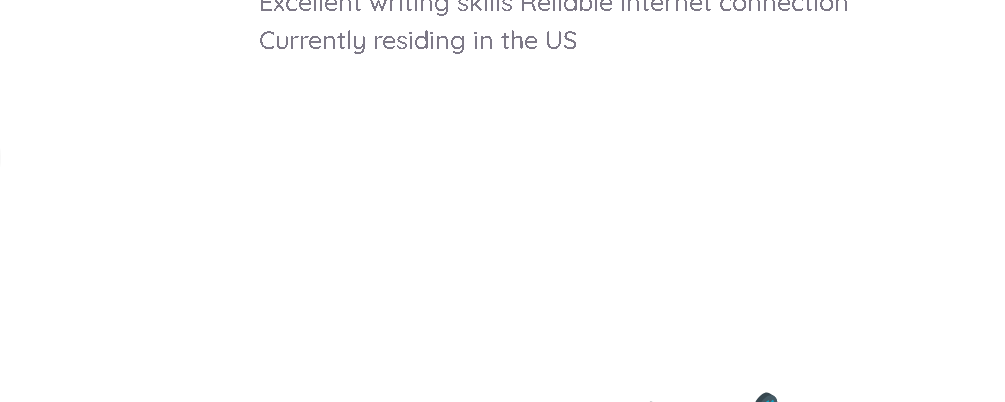 Excellent writing skills Reliable internet connection
Currently residing in the US